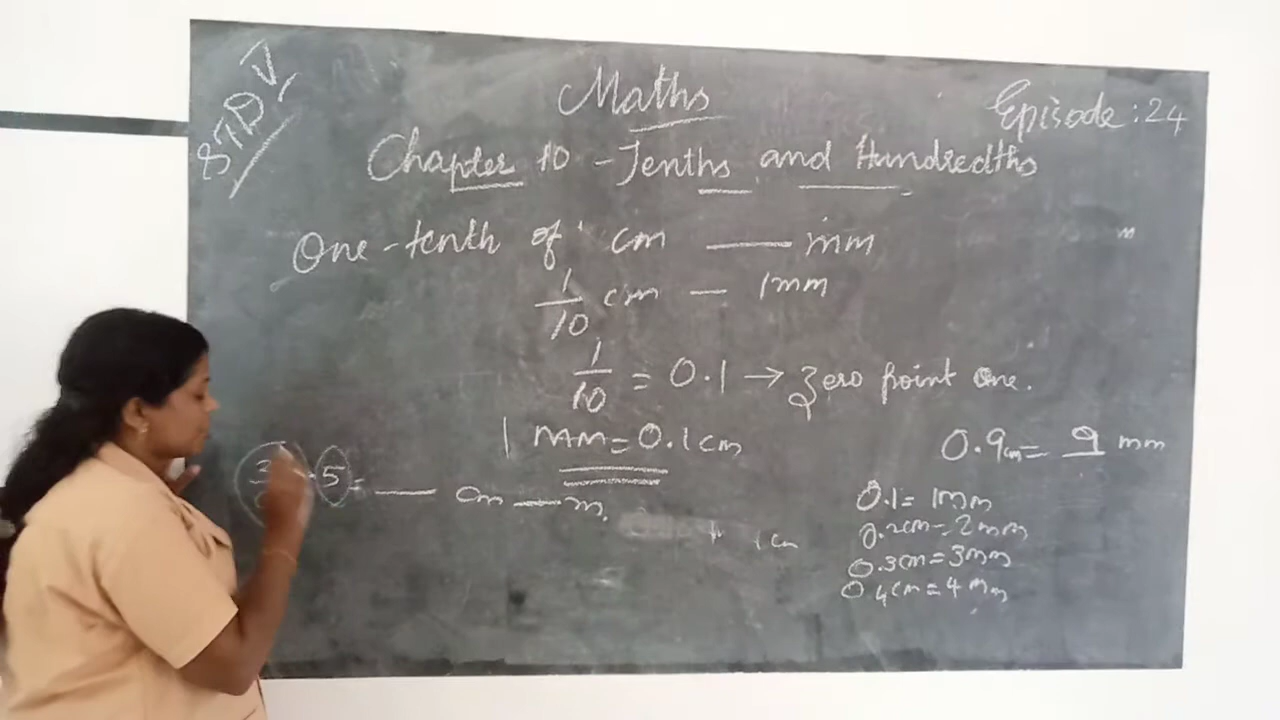 STD V
Maths
Episode: 24
Chapter 10 - Tenths and Hundredths
One-tenth of cm —— mm
1/10 cm — 1mm
1/10 = 0.1 → Zero point one.
1 mm = 0.1cm
0.9cm = 9 mm
5 = —— cm —— m.
0.1 = 1mm
0.2cm = 2mm
0.3cm = 3mm
0.4cm = 4mm
cm